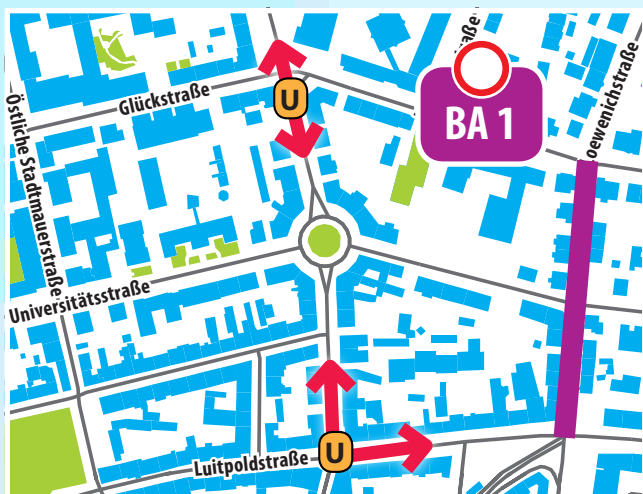 Glückstraße
U
BA 1
Östliche Stadtmauerstraße
Universitätsstraße
Luitpoldstraße
U